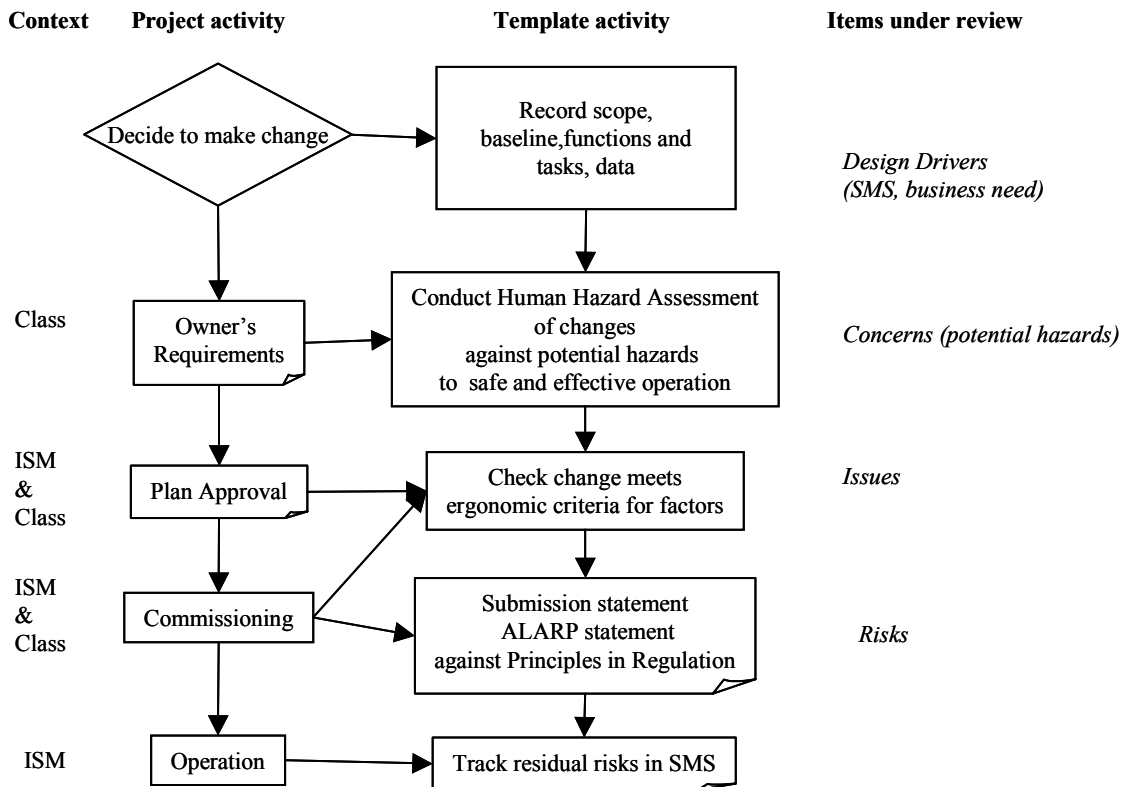 Context Project activity Template activity Items under review
Decide to make change
Record scope,
baseline,functions and
tasks, data
Design Drivers
(SMS, business need)
Class
Owner's
Requirements
Conduct Human Hazard Assessment
of changes
against potential hazards
to safe and effective operation
Concerns (potential hazards)
ISM
&
Class
Plan Approval
Check change meets
ergonomic criteria for factors
Issues
ISM
&
Class
Commissioning
Submission statement
ALARP statement
against Principles in Regulation
Risks
ISM
Operation
Track residual risks in SMS